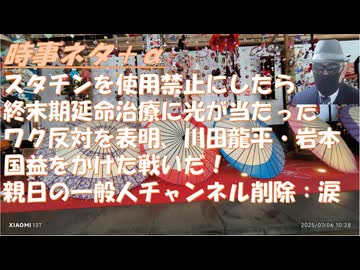 時事ネタ＋α
スタチンを使用禁止にしたら
終末期延命治療に光が当たった
ワク反対を表明、川田龍平・岩本
国益をかけた戦いだ！
親日の一般人チャンネル削除：涙
XIAOMI 13T
2025/07/06 10:28